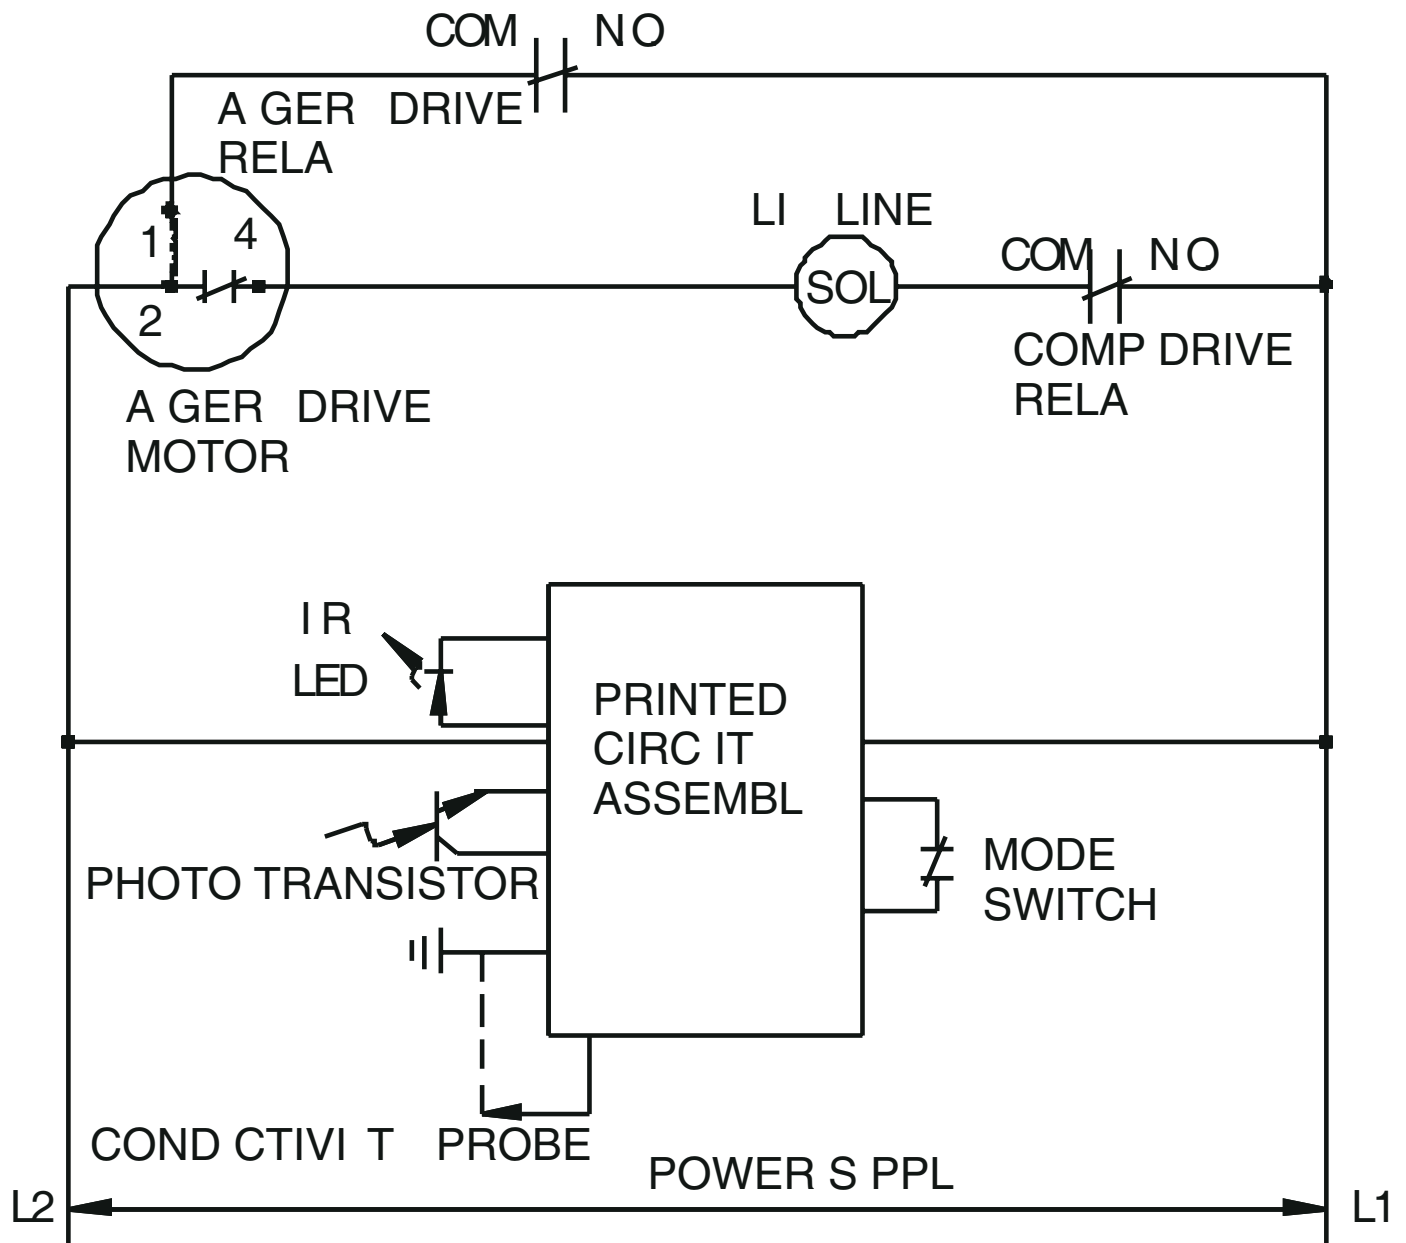 COM NO
A GER DRIVE
RELA
1 4
2
LI LINE
SOL
COM NO
COMP DRIVE
RELA
A GER DRIVE
MOTOR
I R
LED
PRINTED
CIRC IT
ASSEMBL
PHOTO TRANSISTOR
MODE
SWITCH
COND CTIVI T PROBE
POWER S PPL
L2
L1